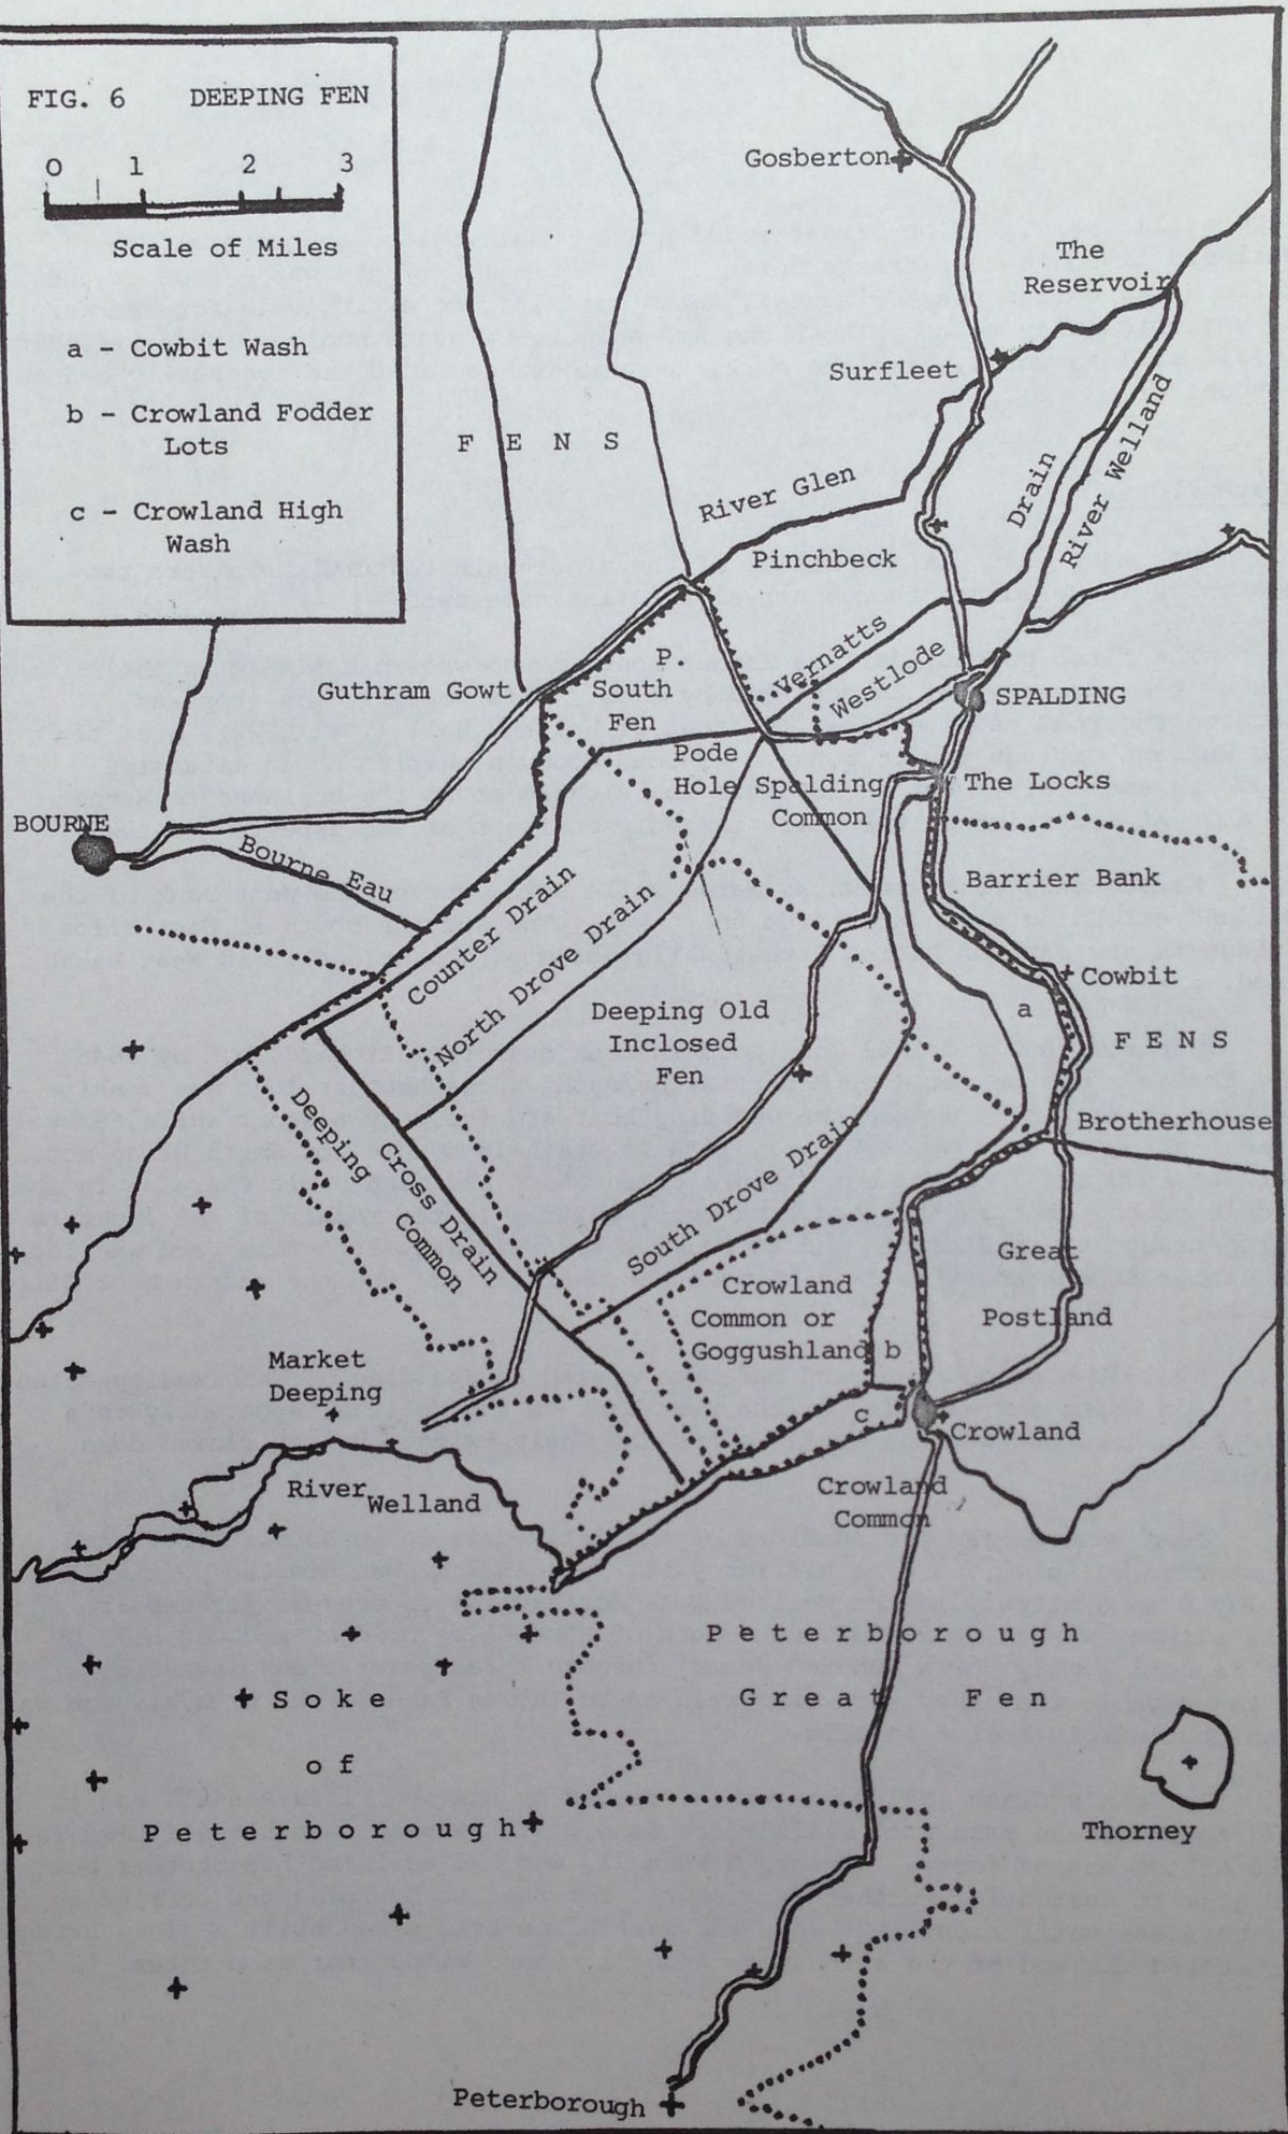 FIG. 6 DEEPING FEN
0 1 2 3
Scale of Miles
a - Cowbit Wash
b - Crowland Fodder
Lots
c - Crowland High
Wash
Gosberton
The
Reservoir
Surfleet
F E N S
River Glen
Drain
River Welland
Pinchbeck
Vernatts
Westlode
P.
South
Fen
Guthram Gowt
SPALDING
Pode
Hole
Spalding
Common
The Locks
BOURNE
Bourne Eau
Barrier Bank
Counter Drain
North Drove Drain
Cowbit
a
Deeping Old
Inclosed
Fen
F E N S
Deeping
Common
Cross Drain
Brotherhouse
South Drove Drain
Great
Postland
Crowland
Common or
Goggushland
b
Market
Deeping
c
Crowland
River Welland
Crowland
Common
Peterborough
Great Fen
Soke
of
Peterborough
Thorney
Peterborough